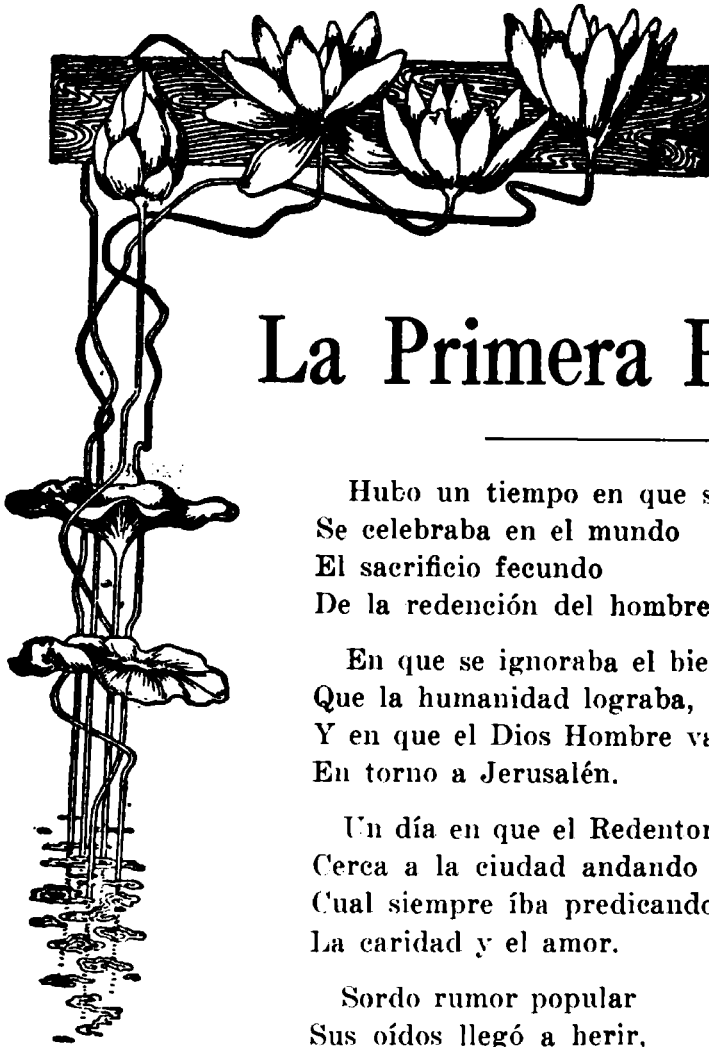 La Primera
Hubo un tiempo en que
Se celebraba en el mundo
El sacrificio fecundo
De la redención del hombre
En que se ignoraba el
Que la humanidad lograba,
Y en que el Dios Hombre
En torno a Jerusalén.
Un día en que el Redentor
Cerca a la ciudad andando
Cual siempre íba predicando
La caridad y el amor.
Sordo rumor popular
Sus oídos llegó a herir,